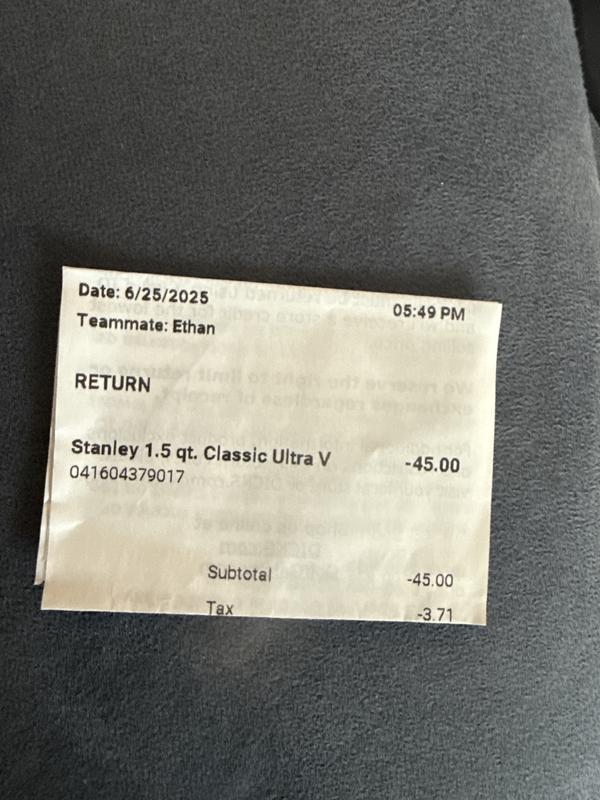 Date: 6/25/2025 05:49 PM
Teammate: Ethan
RETURN
Stanley 1.5 qt. Classic Ultra V -45.00
041604379017
Subtotal -45.00
Tax -3.71